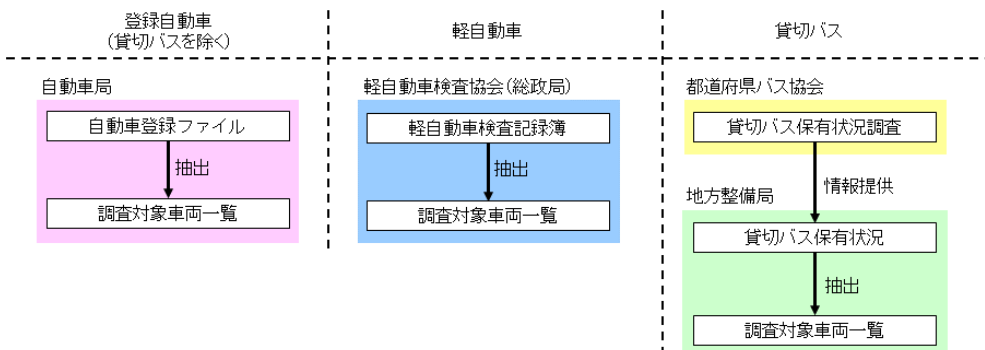 登録自動車
(貸切バスを除く)
軽自動車
貸切バス
自動車局
自動車登録ファイル
抽出
調査対象車両一覧
軽自動車検査協会(総政局)
軽自動車検査記録簿
抽出
調査対象車両一覧
都道府県バス協会
貸切バス保有状況調査
情報提供
地方整備局
貸切バス保有状況
抽出
調査対象車両一覧